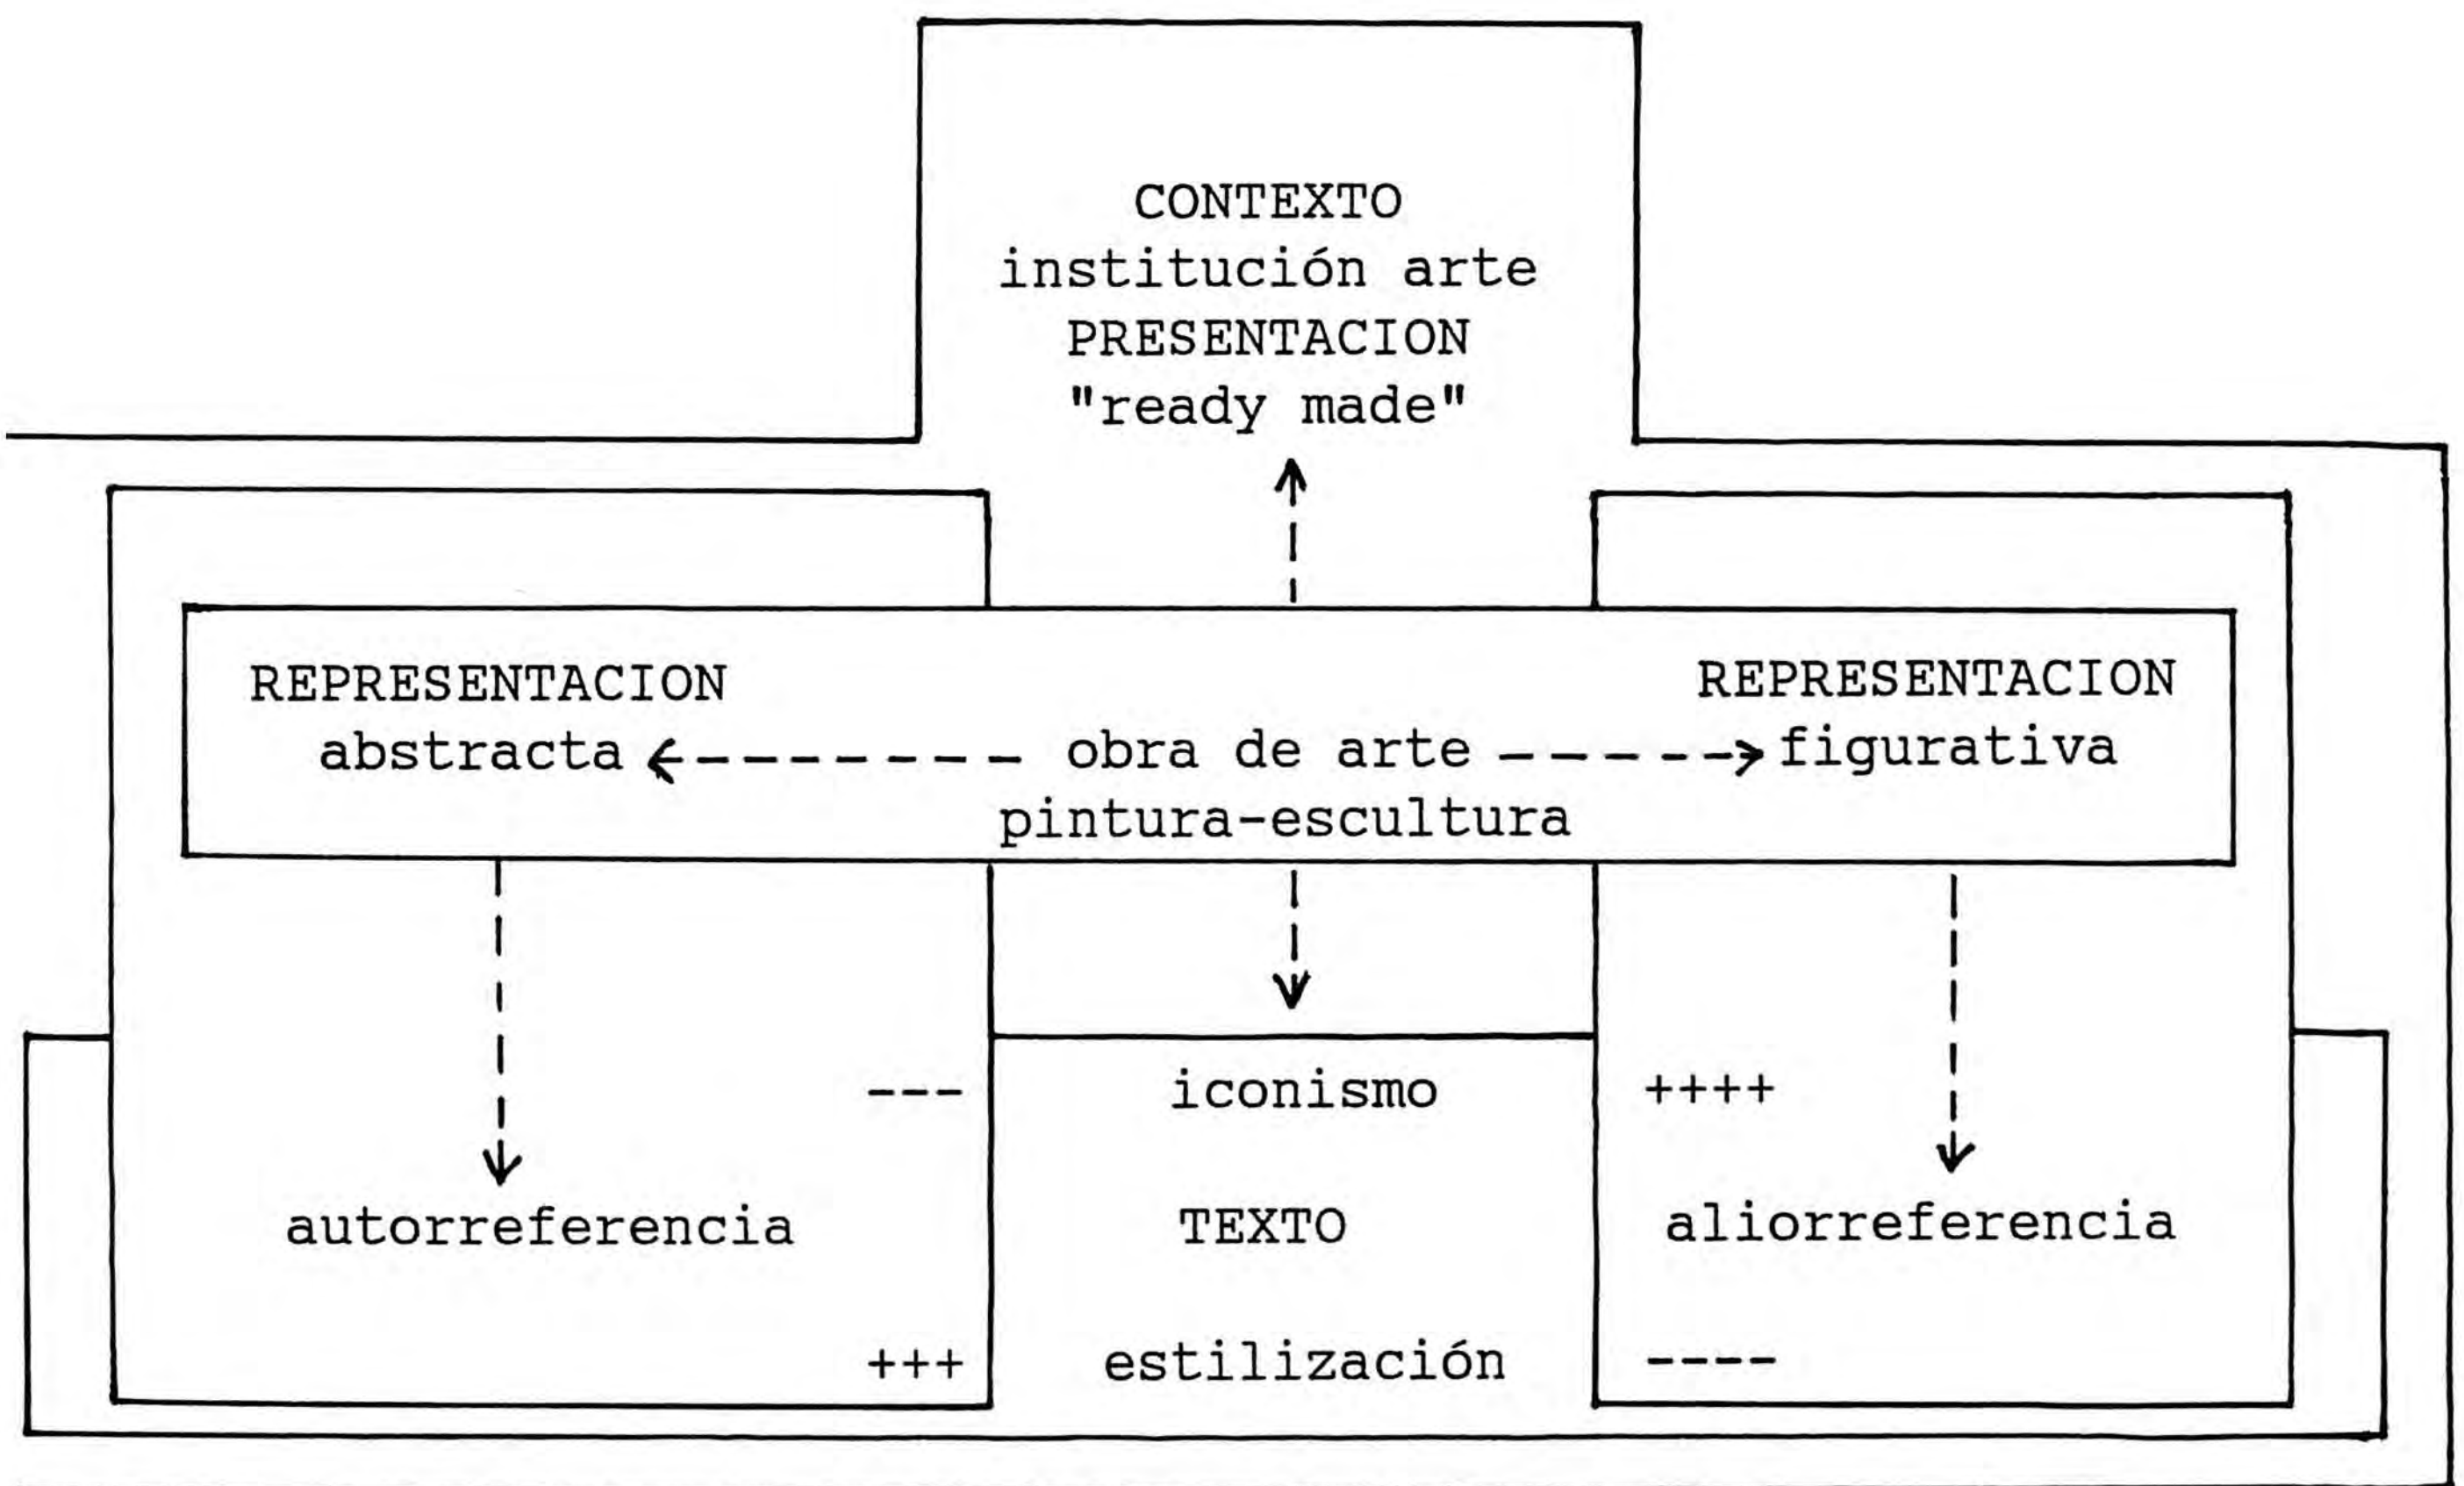 CONTEXTO
institución arte
PRESENTACION
"ready made"
REPRESENTACION
REPRESENTACION
abstracta
obra de arte
figurativa
pintura-escultura
--- iconismo ++++
autorreferencia TEXTO aliorreferencia
+++ estilización ----